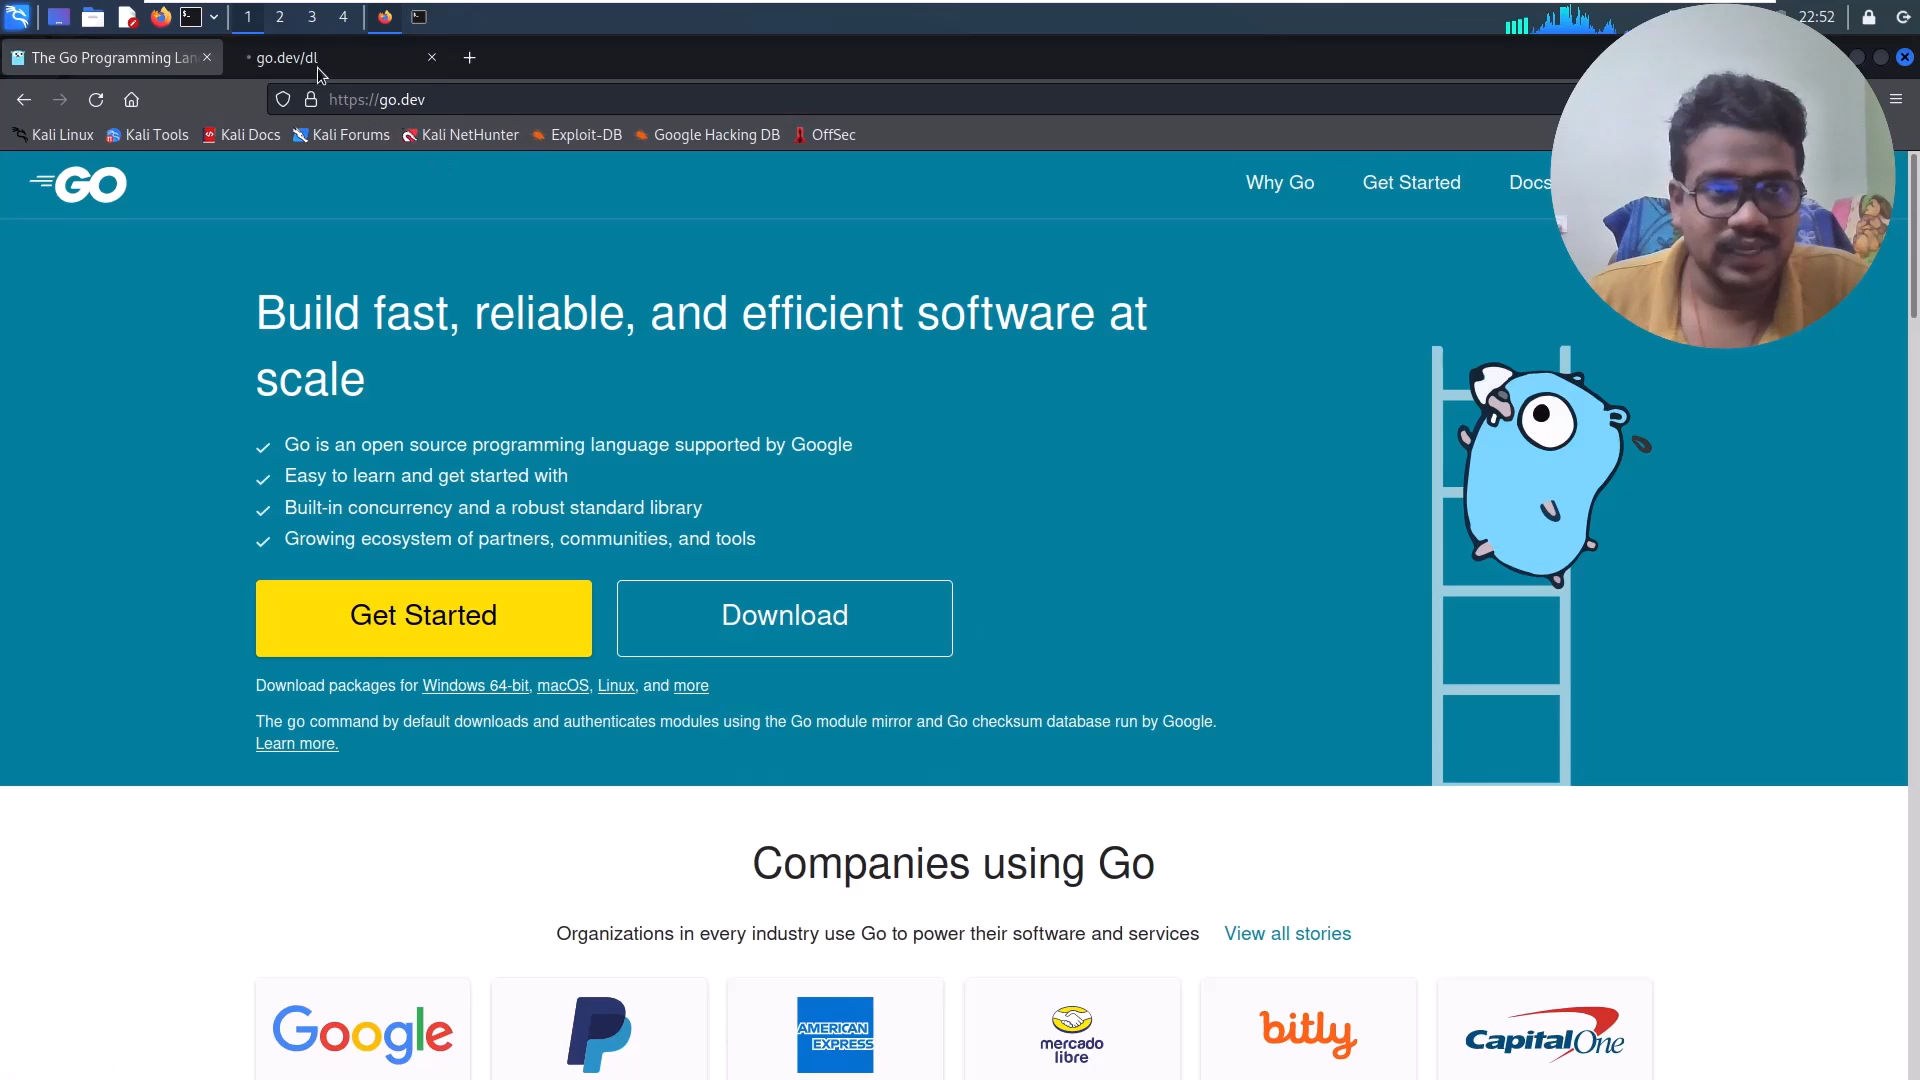 1 2 3 4
22:52
The Go Programming Lan
go.dev/dl
https://go.dev
Kali Linux Kali Tools Kali Docs Kali Forums Kali NetHunter Exploit-DB Google Hacking DB OffSec
GO
Why Go Get Started Docs
Build fast, reliable, and efficient software at
scale
Go is an open source programming language supported by Google
Easy to learn and get started with
Built-in concurrency and a robust standard library
Growing ecosystem of partners, communities, and tools
Get Started Download
Download packages for Windows 64-bit, macOS, Linux, and more
The go command by default downloads and authenticates modules using the Go module mirror and Go checksum database run by Google.
Learn more.
Companies using Go
Organizations in every industry use Go to power their software and services View all stories
Google
AMERICAN
EXPRESS
mercado
libre
bitly
Capital One